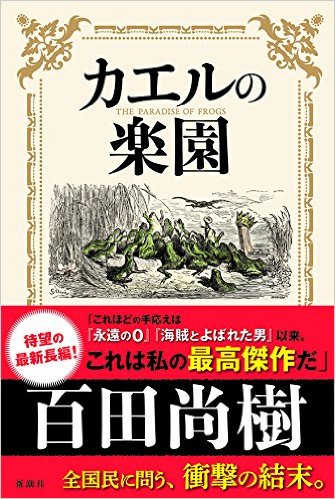 カエルの
THE PARADISE OF FROGS
楽園
待望の
最新長編!
「これほどの手応えは
『永遠の0』『海賊とよばれた男』以来。
これは私の最高傑作だ」
百田尚樹
新潮社
全国民に問う、衝撃の結末。